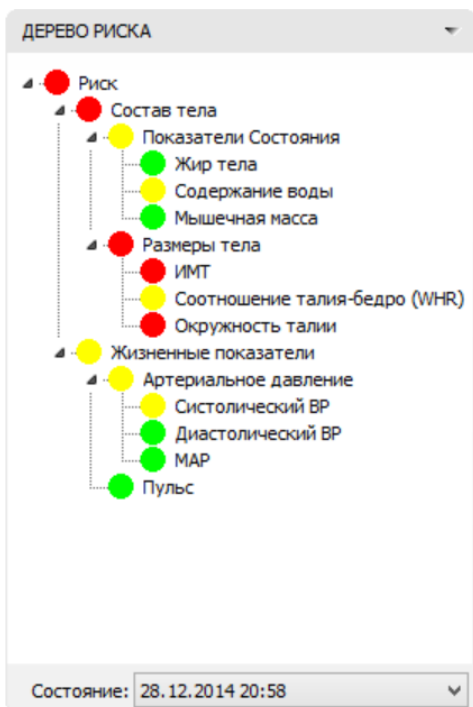 ДЕРЕВО РИСКА
Риск
Состав тела
Показатели Состояния
Жир тела
Содержание воды
Мышечная масса
Размеры тела
ИМТ
Соотношение талия-бедро (WHR)
Окружность талии
Жизненные показатели
Артериальное давление
Систолический BP
Диастолический BP
MAP
Пульс
Состояние: 28.12.2014 20:58